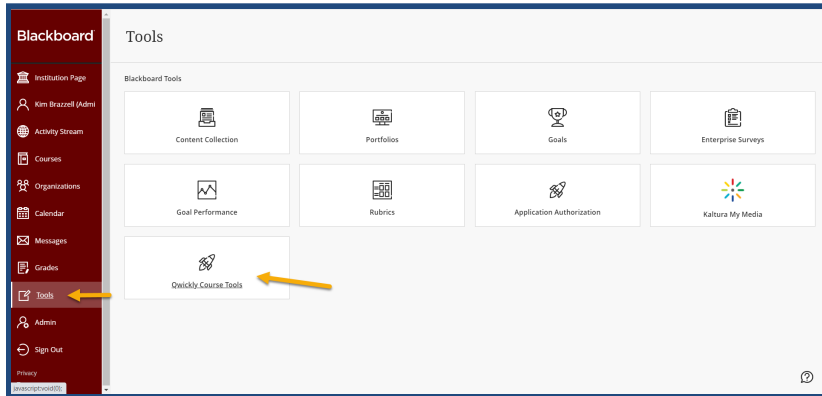 Blackboard
Tools
Institution Page
Kim Brazzell (Admi
Activity Stream
Courses
Organizations
Calendar
Messages
Grades
Tools
Admin
Sign Out
Privacy
javascript:void(0);
Blackboard Tools
Content Collection
Portfolios
Goals
Enterprise Surveys
Goal Performance
Rubrics
Application Authorization
Kaltura My Media
Qwickly Course Tools